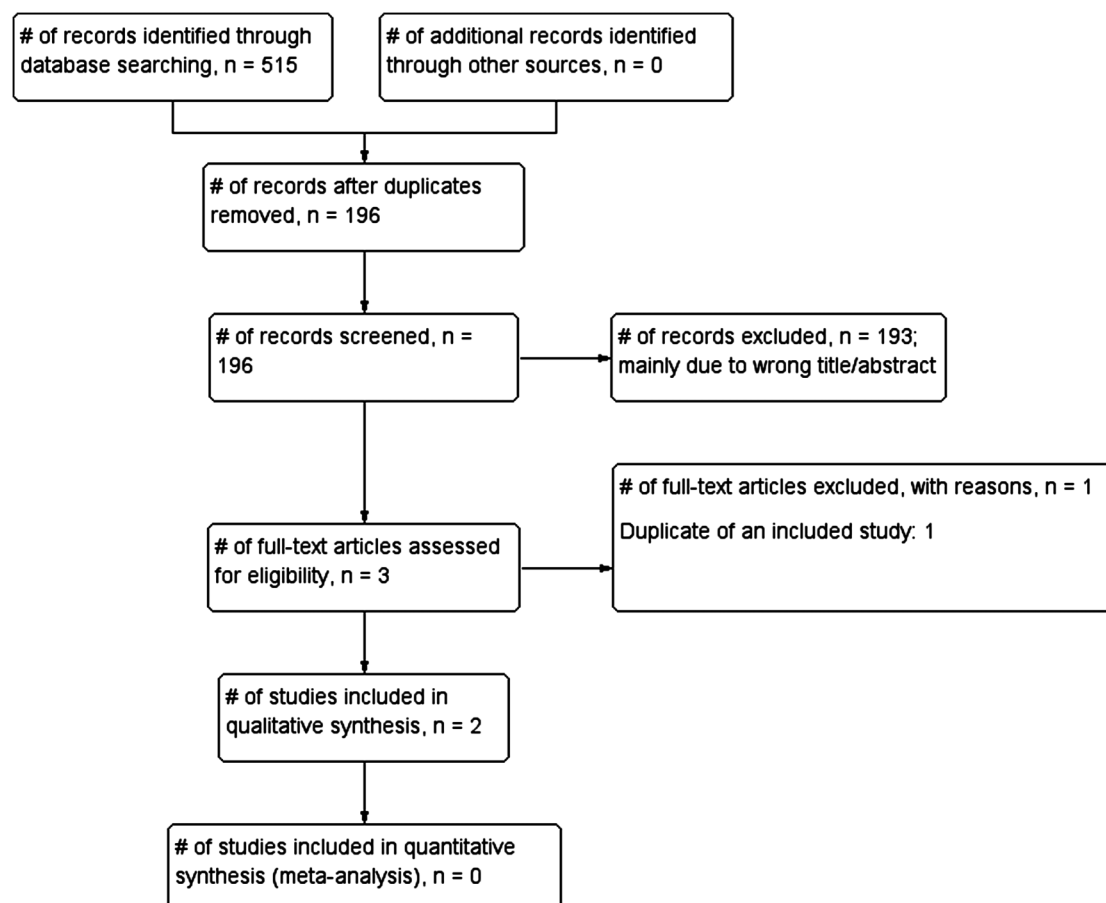 # of records identified through
database searching, n = 515
# of additional records identified
through other sources, n = 0
# of records after duplicates
removed, n = 196
# of records screened, n =
196
# of records excluded, n = 193;
mainly due to wrong title/abstract
# of full-text articles excluded, with reasons, n = 1
Duplicate of an included study: 1
# of full-text articles assessed
for eligibility, n = 3
# of studies included in
qualitative synthesis, n = 2
# of studies included in quantitative
synthesis (meta-analysis), n = 0